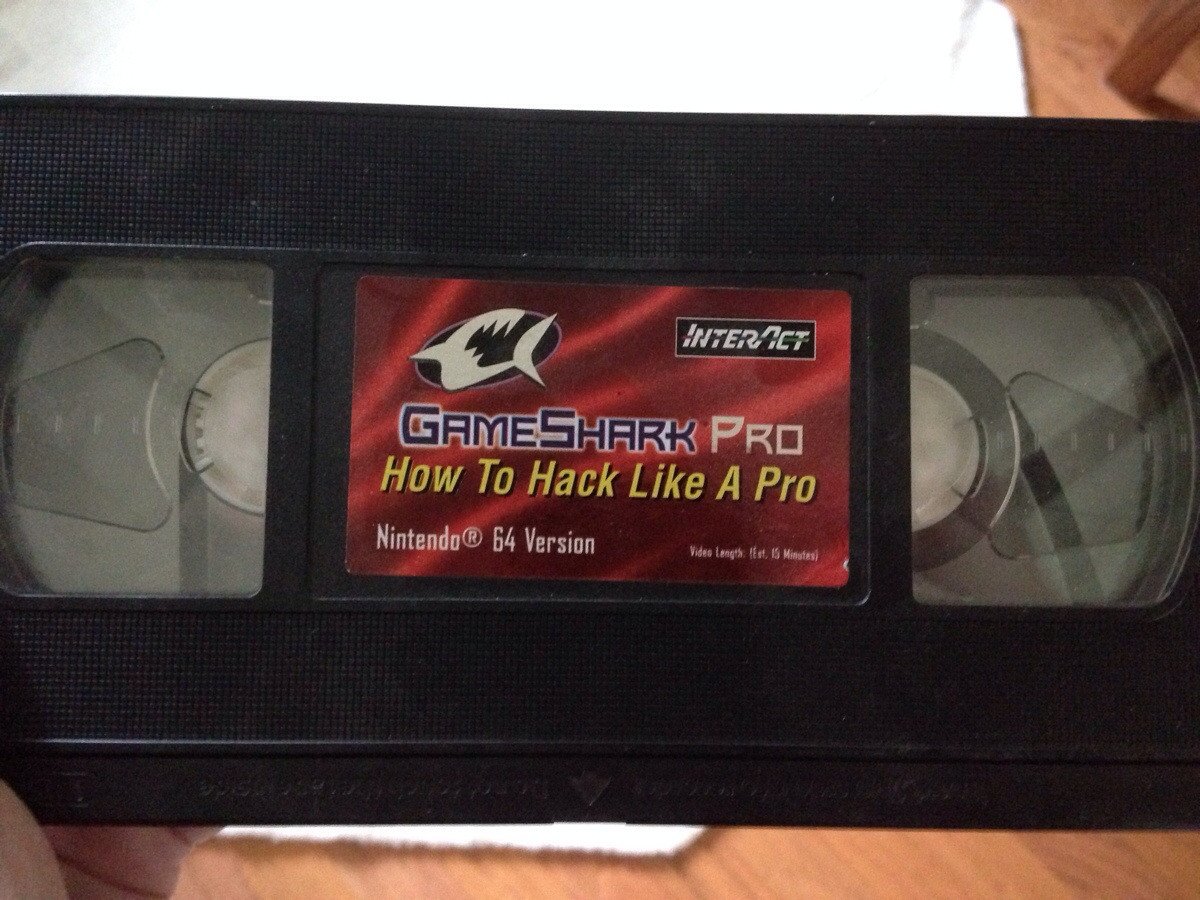 INTERACT
GAMESHARK PRO
How To Hack Like A Pro
Nintendo® 64 Version
Video Length: (Est. 15 Minutes)